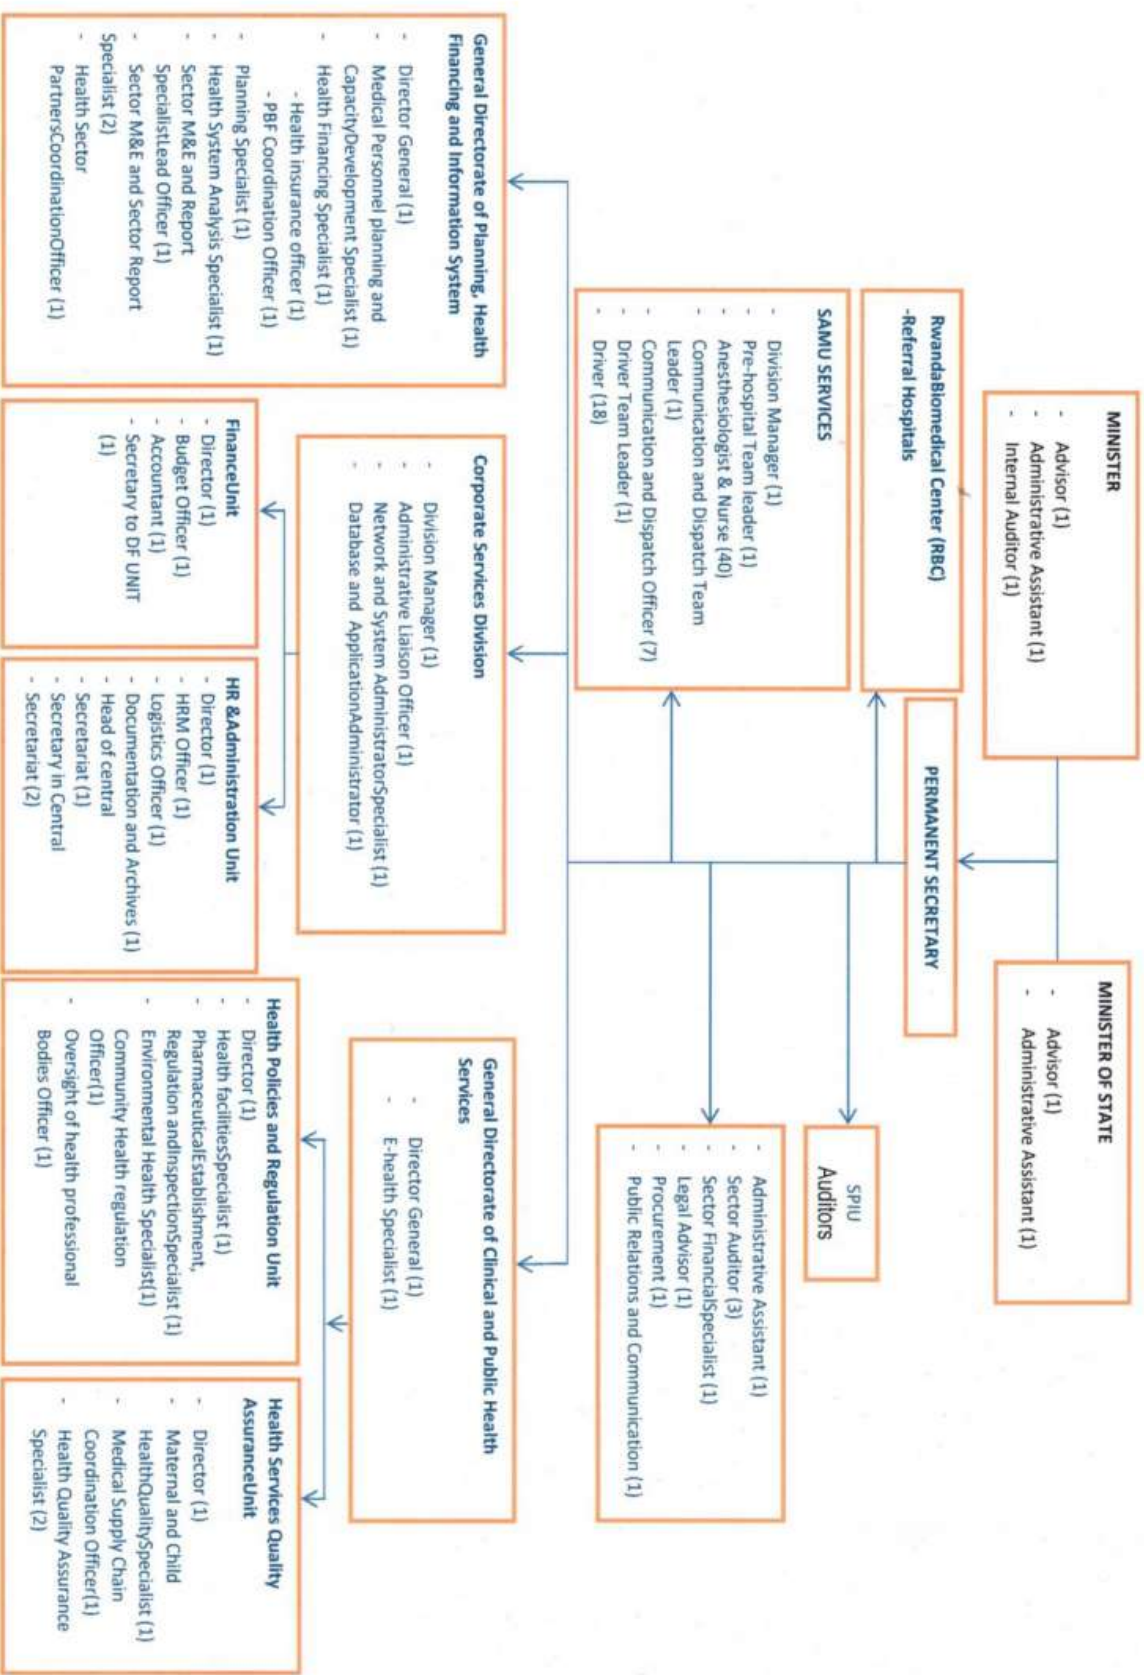 MINISTER
- Advisor (1)
- Administrative Assistant (1)
- Internal Auditor (1)
MINISTER OF STATE
- Advisor (1)
- Administrative Assistant (1)
PERMANENT SECRETARY
RwandaBiomedical Center (RBC)
-Referral Hospitals
SPIU
Auditors
SAMU SERVICES
- Division Manager (1)
- Pre-hospital Team leader (1)
- Anesthesiologist & Nurse (40)
- Communication and Dispatch Team
Leader (1)
- Communication and Dispatch Officer (7)
- Driver Team Leader (1)
- Driver (18)
- Administrative Assistant (1)
- Sector Auditor (3)
- Sector FinancialSpecialist (1)
- Legal Advisor (1)
- Procurement (1)
- Public Relations and Communication (1)
General Directorate of Planning, Health
Financing and Information System
- Director General (1)
- Medical Personnel planning and
CapacityDevelopment Specialist (1)
- Health Financing Specialist (1)
- Health insurance officer (1)
- PBF Coordination Officer (1)
- Planning Specialist (1)
- Health System Analysis Specialist (1)
- Sector M&E and Report
SpecialistLead Officer (1)
- Sector M&E and Sector Report
Specialist (2)
- Health Sector
PartnersCoordinationOfficer (1)
Corporate Services Division
- Division Manager (1)
- Administrative Liaison Officer (1)
- Network and System AdministratorSpecialist (1)
- Database and ApplicationAdministrator (1)
FinanceUnit
- Director (1)
- Budget Officer (1)
- Accountant (1)
- Secretary to DF UNIT
(1)
HR &Administration Unit
- Director (1)
- HRM Officer (1)
- Logistics Officer (1)
- Documentation and Archives (1)
- Head of central
- Secretariat (1)
- Secretary in Central
- Secretariat (2)
General Directorate of Clinical and Public Health
Services
- Director General (1)
- E-health Specialist (1)
Health Policies and Regulation Unit
- Director (1)
- Health facilitiesSpecialist (1)
- PharmaceuticalEstablishment,
Regulation andInspectionSpecialist (1)
- Environmental Health Specialist(1)
Community Health regulation
Officer(1)
- Oversight of health professional
Bodies Officer (1)
Health Services Quality
AssuranceUnit
- Director (1)
- Maternal and Child
HealthQualitySpecialist (1)
- Medical Supply Chain
Coordination Officer(1)
- Health Quality Assurance
Specialist (2)